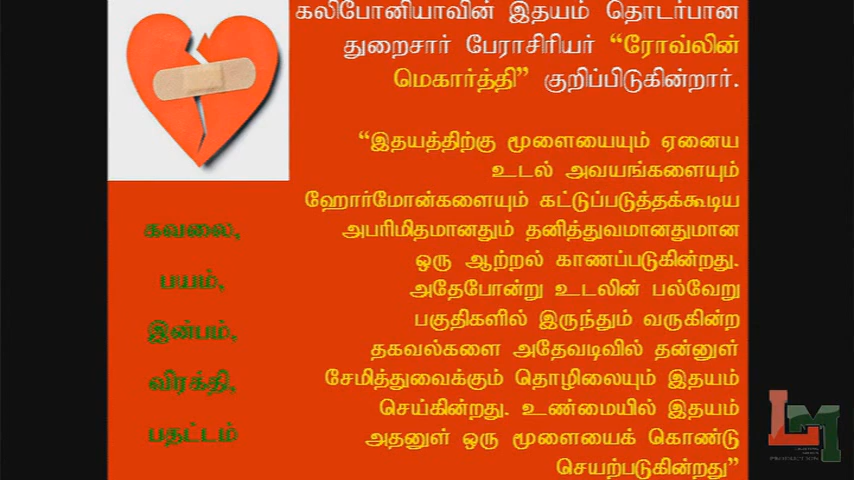 கலிபோனியாவின் இதயம் தொடர்பான
துறைசார் பேராசிரியர் “ரோவ்லின்
மெகார்த்தி” குறிப்பிடுகின்றார்.
“இதயத்திற்கு மூளையையும் ஏனைய
உடல் அவயங்களையும்
ஹோர்மோன்களையும் கட்டுப்படுத்தக்கூடிய
அபரிமிதமானதும் தனித்துவமானதுமான
ஒரு ஆற்றல் காணப்படுகின்றது.
அதேபோன்று உடலின் பல்வேறு
பகுதிகளில் இருந்தும் வருகின்ற
தகவல்களை அதேவடிவில் தன்னுள்
சேமித்துவைக்கும் தொழிலையும் இதயம்
செய்கின்றது. உண்மையில் இதயம்
அதனுள் ஒரு மூளையைக் கொண்டு
செயற்படுகின்றது”
கவலை,
பயம்,
இன்பம்,
விரக்தி,
பதட்டம்
LM
PRODUCTION